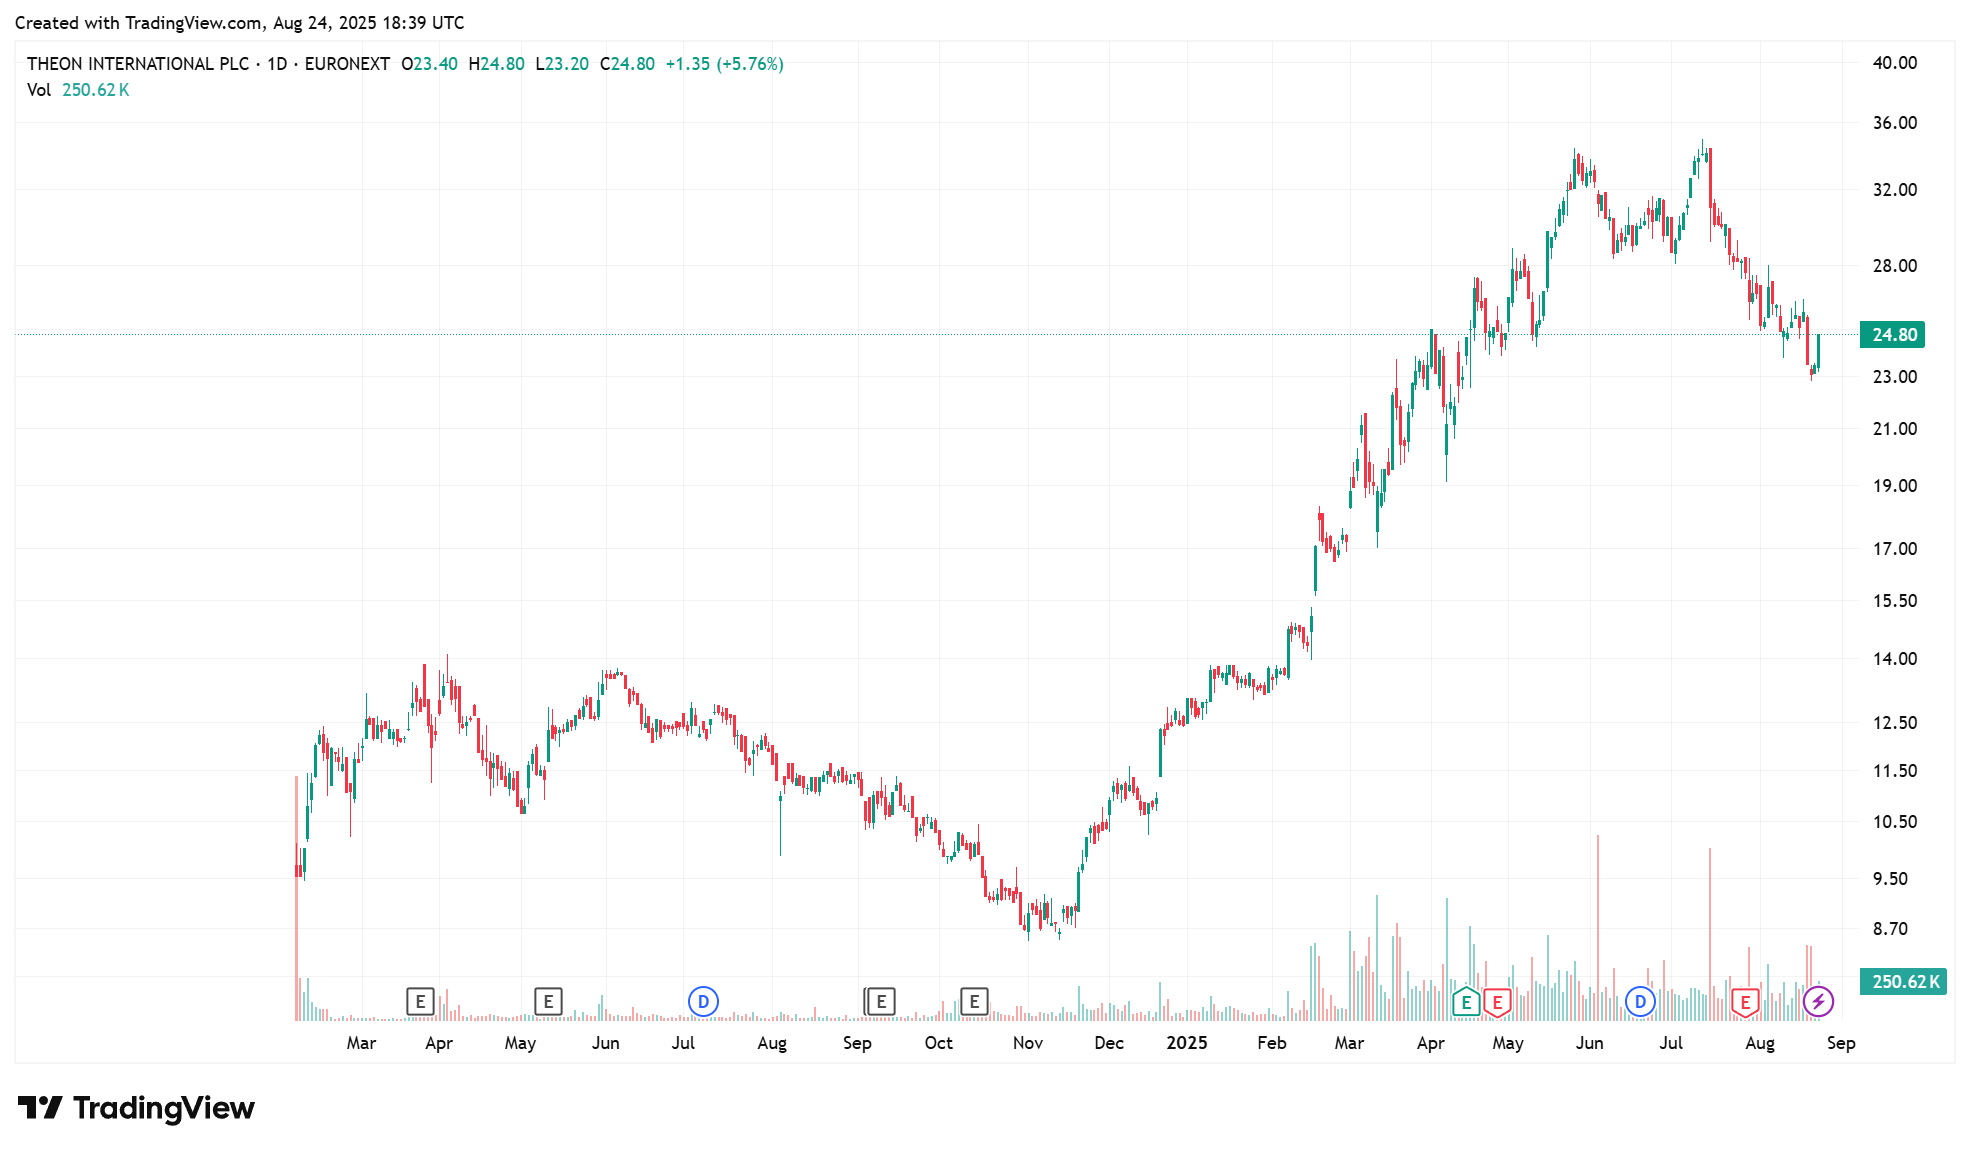 Created with TradingView.com, Aug 24, 2025 18:39 UTC
THEON INTERNATIONAL PLC · 1D · EURONEXT O23.40 H24.80 L23.20 C24.80 +1.35 (+5.76%)
Vol 250.62 K
40.00
36.00
32.00
28.00
24.80
23.00
21.00
19.00
17.00
15.50
14.00
12.50
11.50
10.50
9.50
8.70
250.62 K
E E D E E E E D E
Mar Apr May Jun Jul Aug Sep Oct Nov Dec 2025 Feb Mar Apr May Jun Jul Aug Sep
TradingView